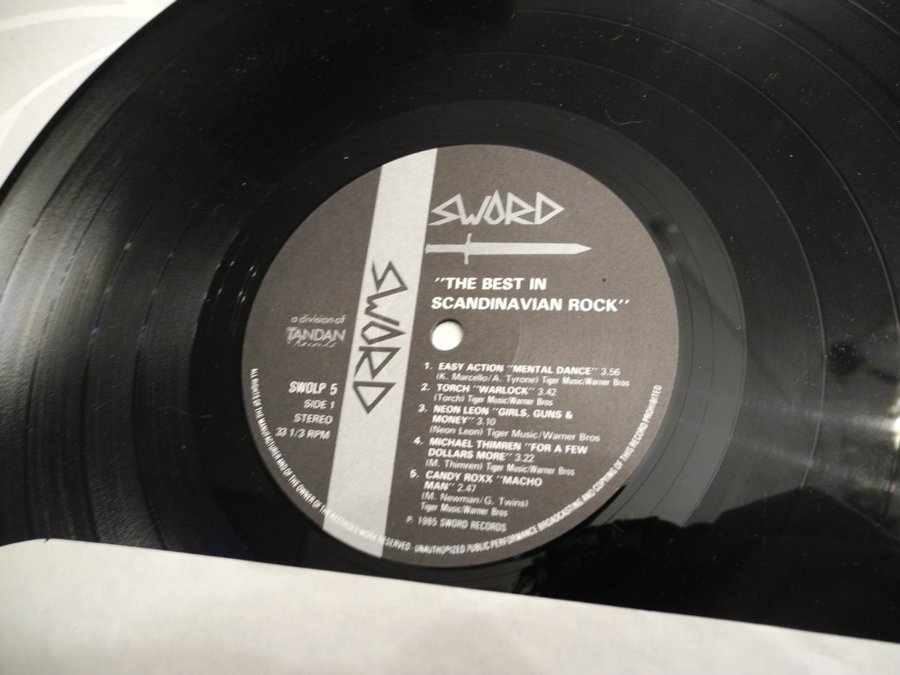 SWORD
"THE BEST IN
SCANDINAVIAN ROCK"
SWORD
a division of
TANDAN
Records
SWOLP 5
SIDE 1
STEREO
33 1/3 RPM
1. EASY ACTION "MENTAL DANCE" 3.56
(K. Marcello/A. Tyrone) Tiger Music/Warner Bros
2. TORCH "WARLOCK" 3.42
(Torch) Tiger Music/Warner Bros
3. NEON LEON "GIRLS, GUNS &
MONEY" 3.10
(Neon Leon) Tiger Music/Warner Bros
4. MICHAEL THIMREN "FOR A FEW
DOLLARS MORE" 3.22
(M. Thimren) Tiger Music/Warner Bros
5. CANDY ROXX "MACHO
MAN" 2.47
(M. Newman/G. Twins)
Tiger Music/Warner Bros
P 1985 SWORD RECORDS
ALL RIGHTS OF THE MANUFACTURER AND OF THE OWNER OF THE RECORDED WORK RESERVED - UNAUTHORIZED PUBLIC PERFORMANCE BROADCASTING AND COPYING OF THIS RECORD PROHIBITED